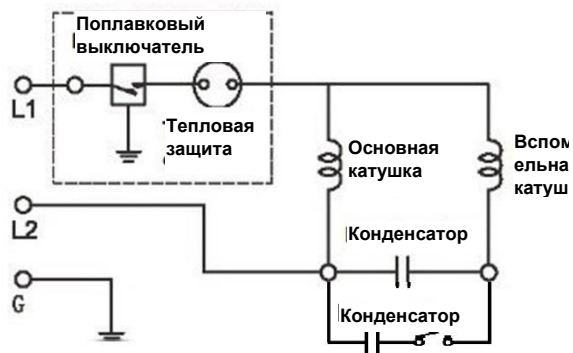 Поплавковый
выключатель
L1
Тепловая
защита
Основная
катушка
L2
Конденсатор
G
Конденсатор